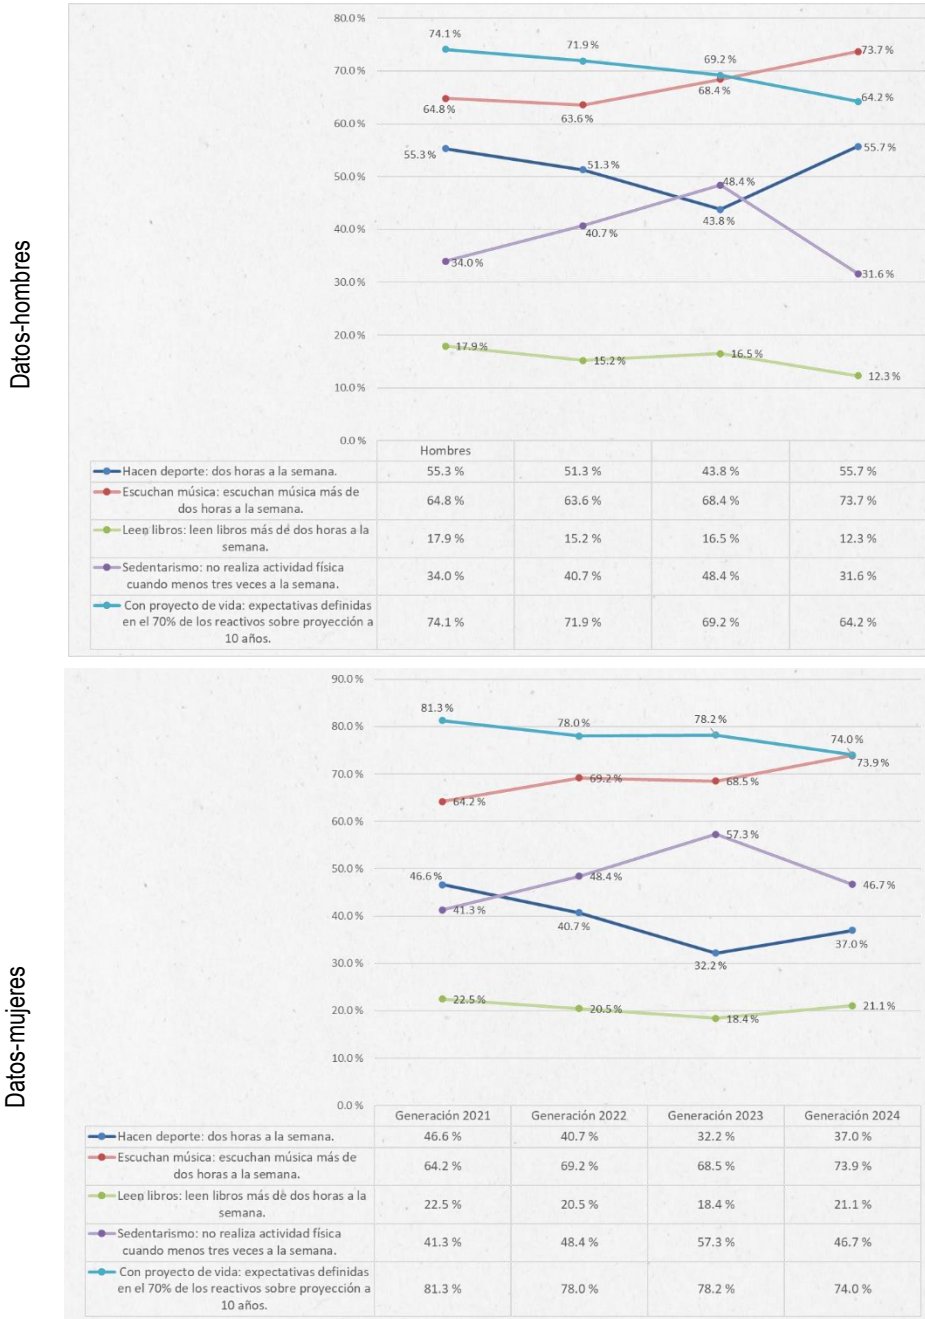 Datos-hombres
80.0 %
70.0 %
60.0 %
50.0 %
40.0 %
30.0 %
20.0 %
10.0 %
0.0 %
74.1 %
71.9 %
69.2 %
73.7 %
64.8 %
63.6 %
68.4 %
64.2 %
55.3 %
51.3 %
43.8 %
55.7 %
34.0 %
40.7 %
48.4 %
31.6 %
17.9 %
15.2 %
16.5 %
12.3 %
Hombres
Hacen deporte: dos horas a la semana. 55.3 % 51.3 % 43.8 % 55.7 %
Escuchan música: escuchan música más de
dos horas a la semana. 64.8 % 63.6 % 68.4 % 73.7 %
Leen libros: leen libros más de dos horas a la
semana. 17.9 % 15.2 % 16.5 % 12.3 %
Sedentarismo: no realiza actividad física
cuando menos tres veces a la semana. 34.0 % 40.7 % 48.4 % 31.6 %
Con proyecto de vida: expectativas definidas
en el 70% de los reactivos sobre proyección a 74.1 % 71.9 % 69.2 % 64.2 %
10 años.
Datos-mujeres
90.0 %
80.0 %
70.0 %
60.0 %
50.0 %
40.0 %
30.0 %
20.0 %
10.0 %
0.0 %
81.3 %
78.0 %
78.2 %
74.0 %
64.2 %
69.2 %
68.5 %
73.9 %
46.6 %
40.7 %
32.2 %
37.0 %
41.3 %
48.4 %
57.3 %
46.7 %
22.5 %
20.5 %
18.4 %
21.1 %
Generación 2021 Generación 2022 Generación 2023 Generación 2024
Hacen deporte: dos horas a la semana. 46.6 % 40.7 % 32.2 % 37.0 %
Escuchan música: escuchan música más de
dos horas a la semana. 64.2 % 69.2 % 68.5 % 73.9 %
Leen libros: leen libros más de dos horas a la
semana. 22.5 % 20.5 % 18.4 % 21.1 %
Sedentarismo: no realiza actividad física
cuando menos tres veces a la semana. 41.3 % 48.4 % 57.3 % 46.7 %
Con proyecto de vida: expectativas definidas
en el 70% de los reactivos sobre proyección a 81.3 % 78.0 % 78.2 % 74.0 %
10 años.